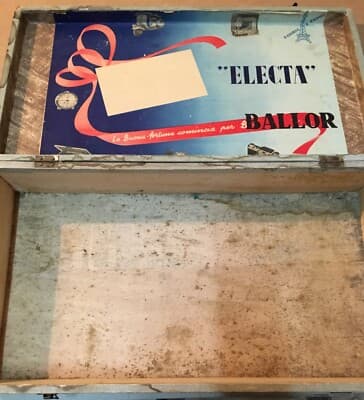 "ELECTA"
La Buona fortuna comincia per B
BALLOR